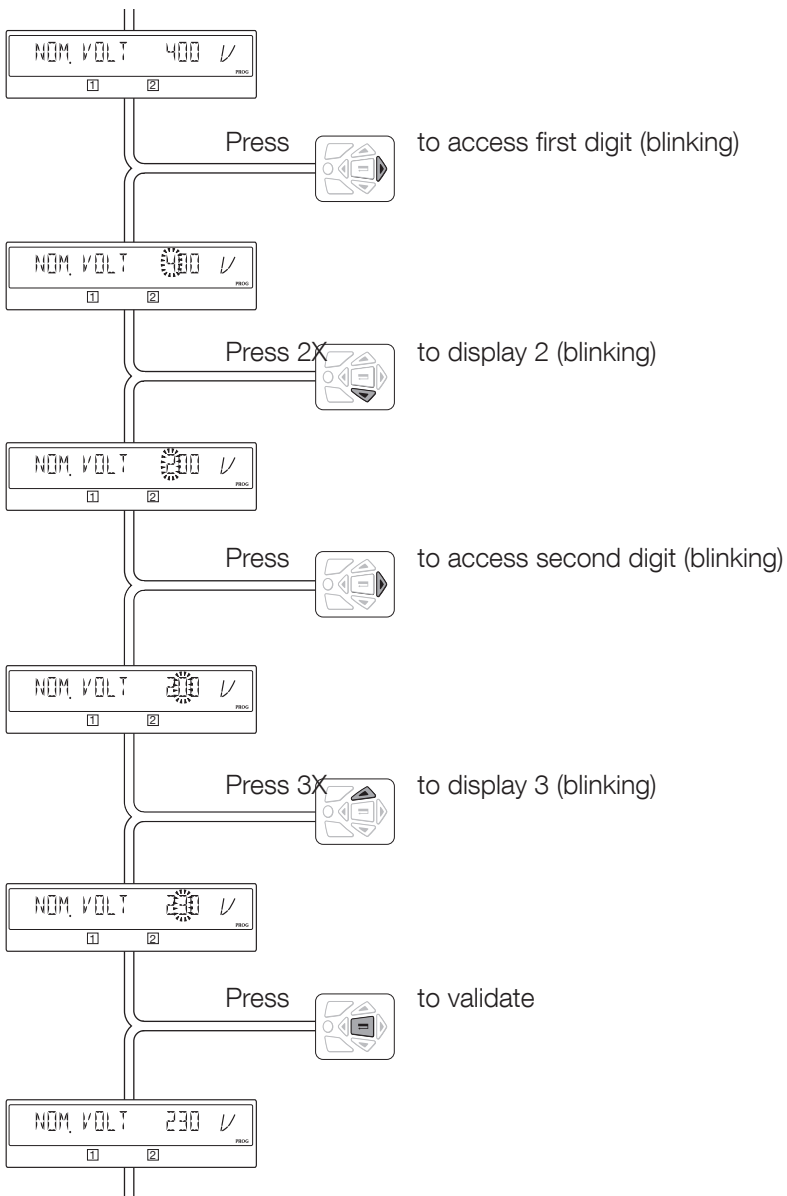 NOM. VOLT 400 V
PROG
1 2
Press to access first digit (blinking)
NOM. VOLT 400 V
PROG
1 2
Press 2X to display 2 (blinking)
NOM. VOLT 200 V
PROG
1 2
Press to access second digit (blinking)
NOM. VOLT 200 V
PROG
1 2
Press 3X to display 3 (blinking)
NOM. VOLT 230 V
PROG
1 2
Press to validate
NOM. VOLT 230 V
PROG
1 2